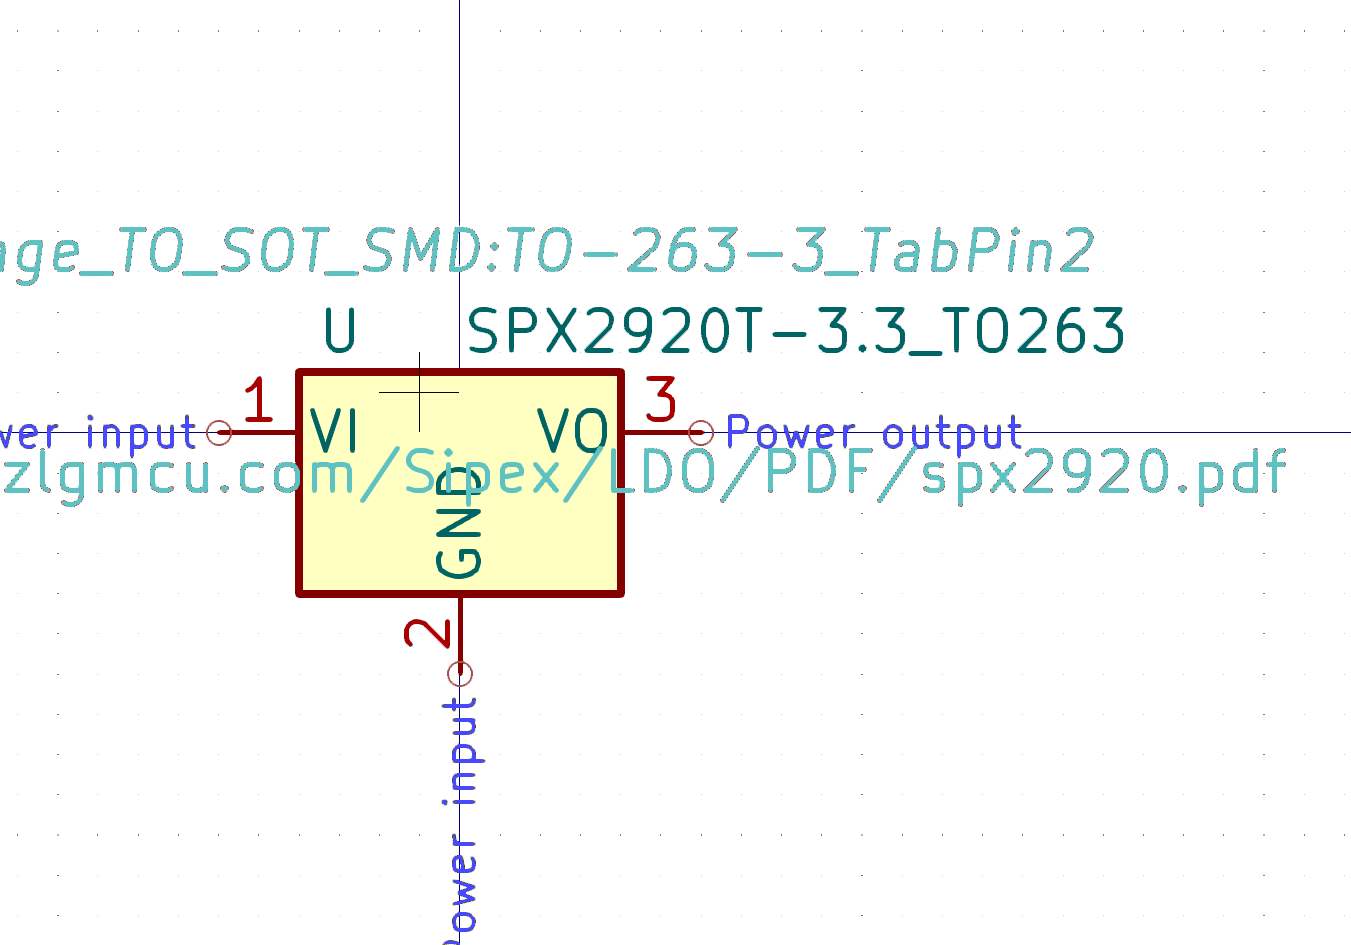 age_TO_SOT_SMD:TO-263-3_TabPin2
U SPX2920T-3.3_TO263
1 3
wer input VI VO Power output
zlgmcu.com/Sipex/LDO/PDF/spx2920.pdf
GND
2
Power input